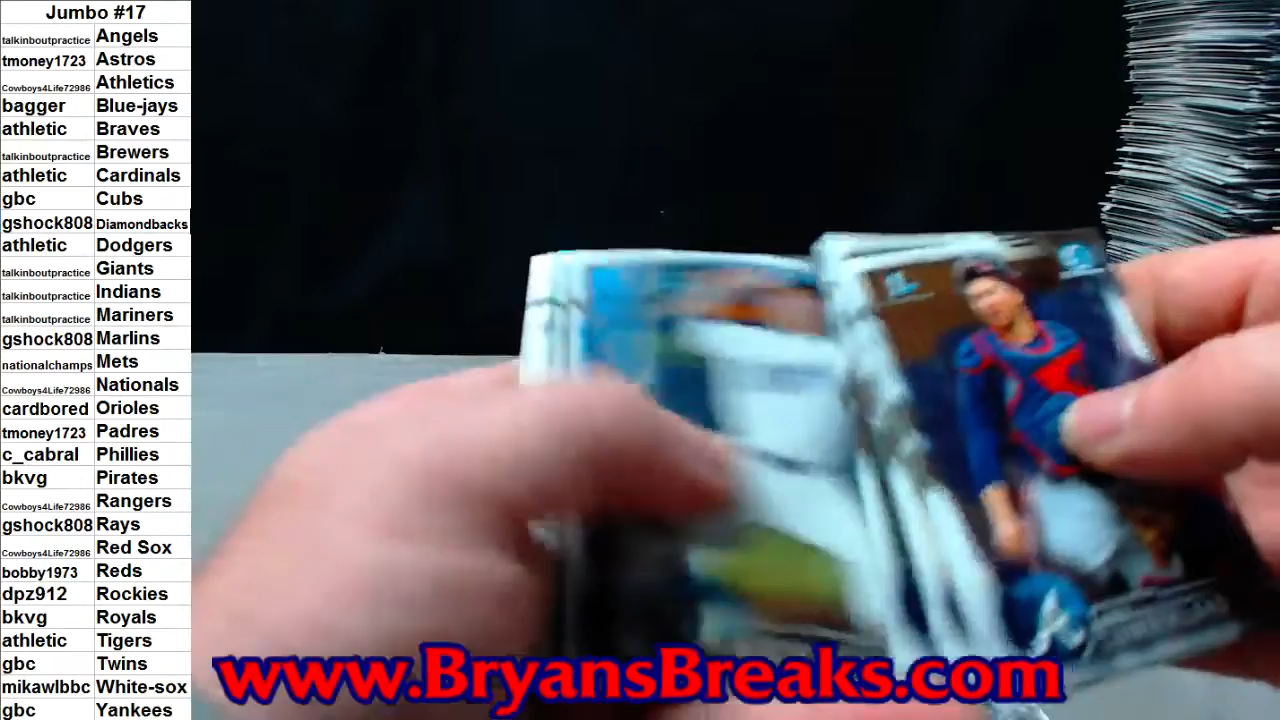 Jumbo #17
talkinboutpractice Angels
tmoney1723 Astros
Cowboys4Life72986 Athletics
bagger Blue-jays
athletic Braves
talkinboutpractice Brewers
athletic Cardinals
gbc Cubs
gshock808 Diamondbacks
athletic Dodgers
talkinboutpractice Giants
talkinboutpractice Indians
talkinboutpractice Mariners
gshock808 Marlins
nationalchamps Mets
Cowboys4Life72986 Nationals
cardbored Orioles
tmoney1723 Padres
c_cabral Phillies
bkvg Pirates
Cowboys4Life72986 Rangers
gshock808 Rays
Cowboys4Life72986 Red Sox
bobby1973 Reds
dpz912 Rockies
bkvg Royals
athletic Tigers
gbc Twins
mikawlbbc White-sox
gbc Yankees
www.BryansBreaks.com